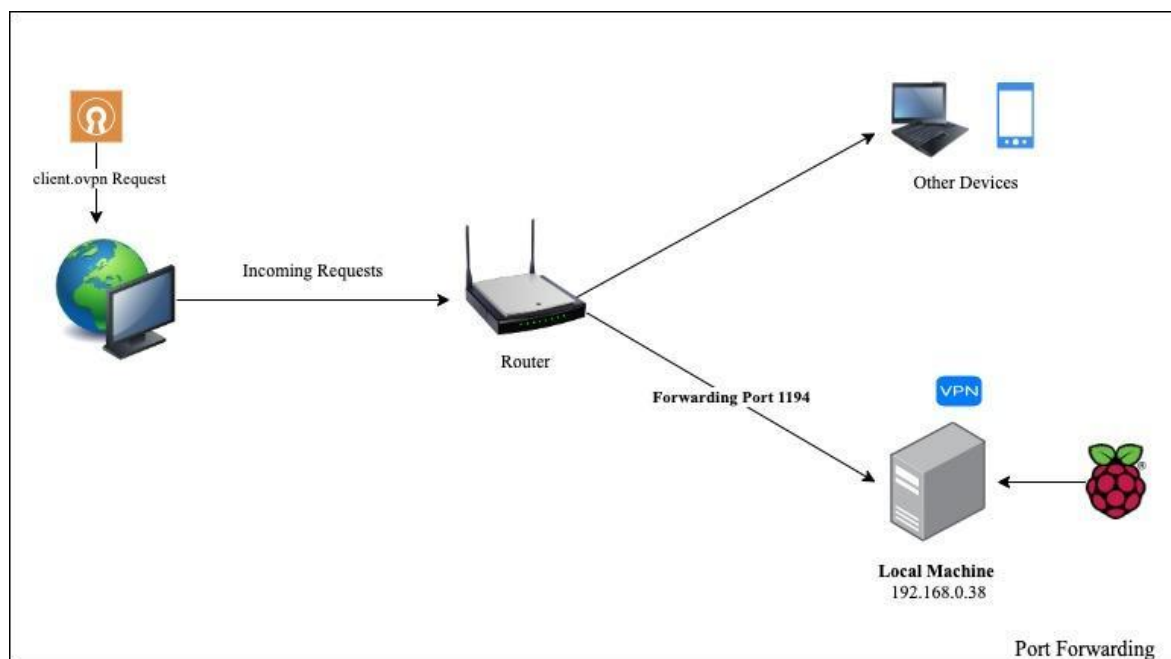 client.ovpn Request
Incoming Requests
Router
Other Devices
Forwarding Port 1194
VPN
®
Local Machine
192.168.0.38
Port Forwarding